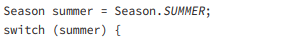 Season summer = Season.SUMMER;
switch (summer) {